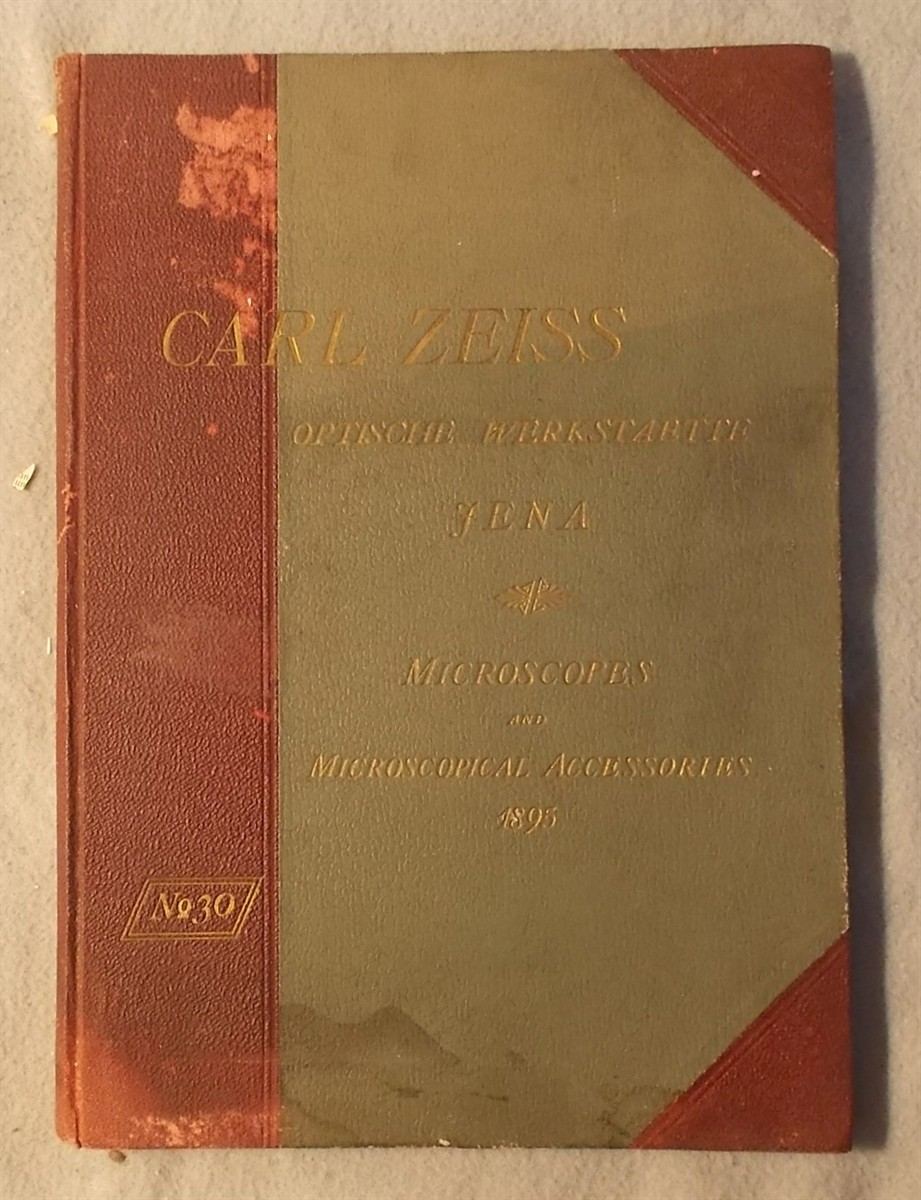 CARL ZEISS
OPTISCHE WERKSTAETTE
JENA
MICROSCOPES
AND
MICROSCOPICAL ACCESSORIES
1895
No 30